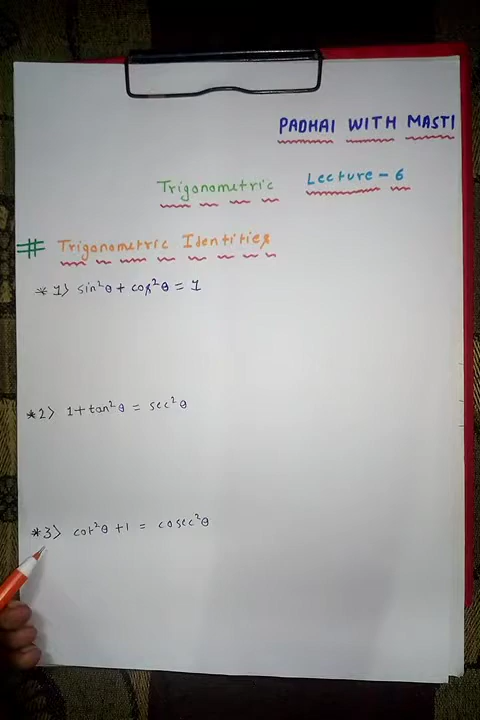 PADHAI WITH MASTI
Trigonometric Lecture - 6
# Trigonometric Identities
* 1> sin²θ + cos²θ = 1
*2> 1 + tan²θ = sec²θ
*3> cot²θ + 1 = cosec²θ